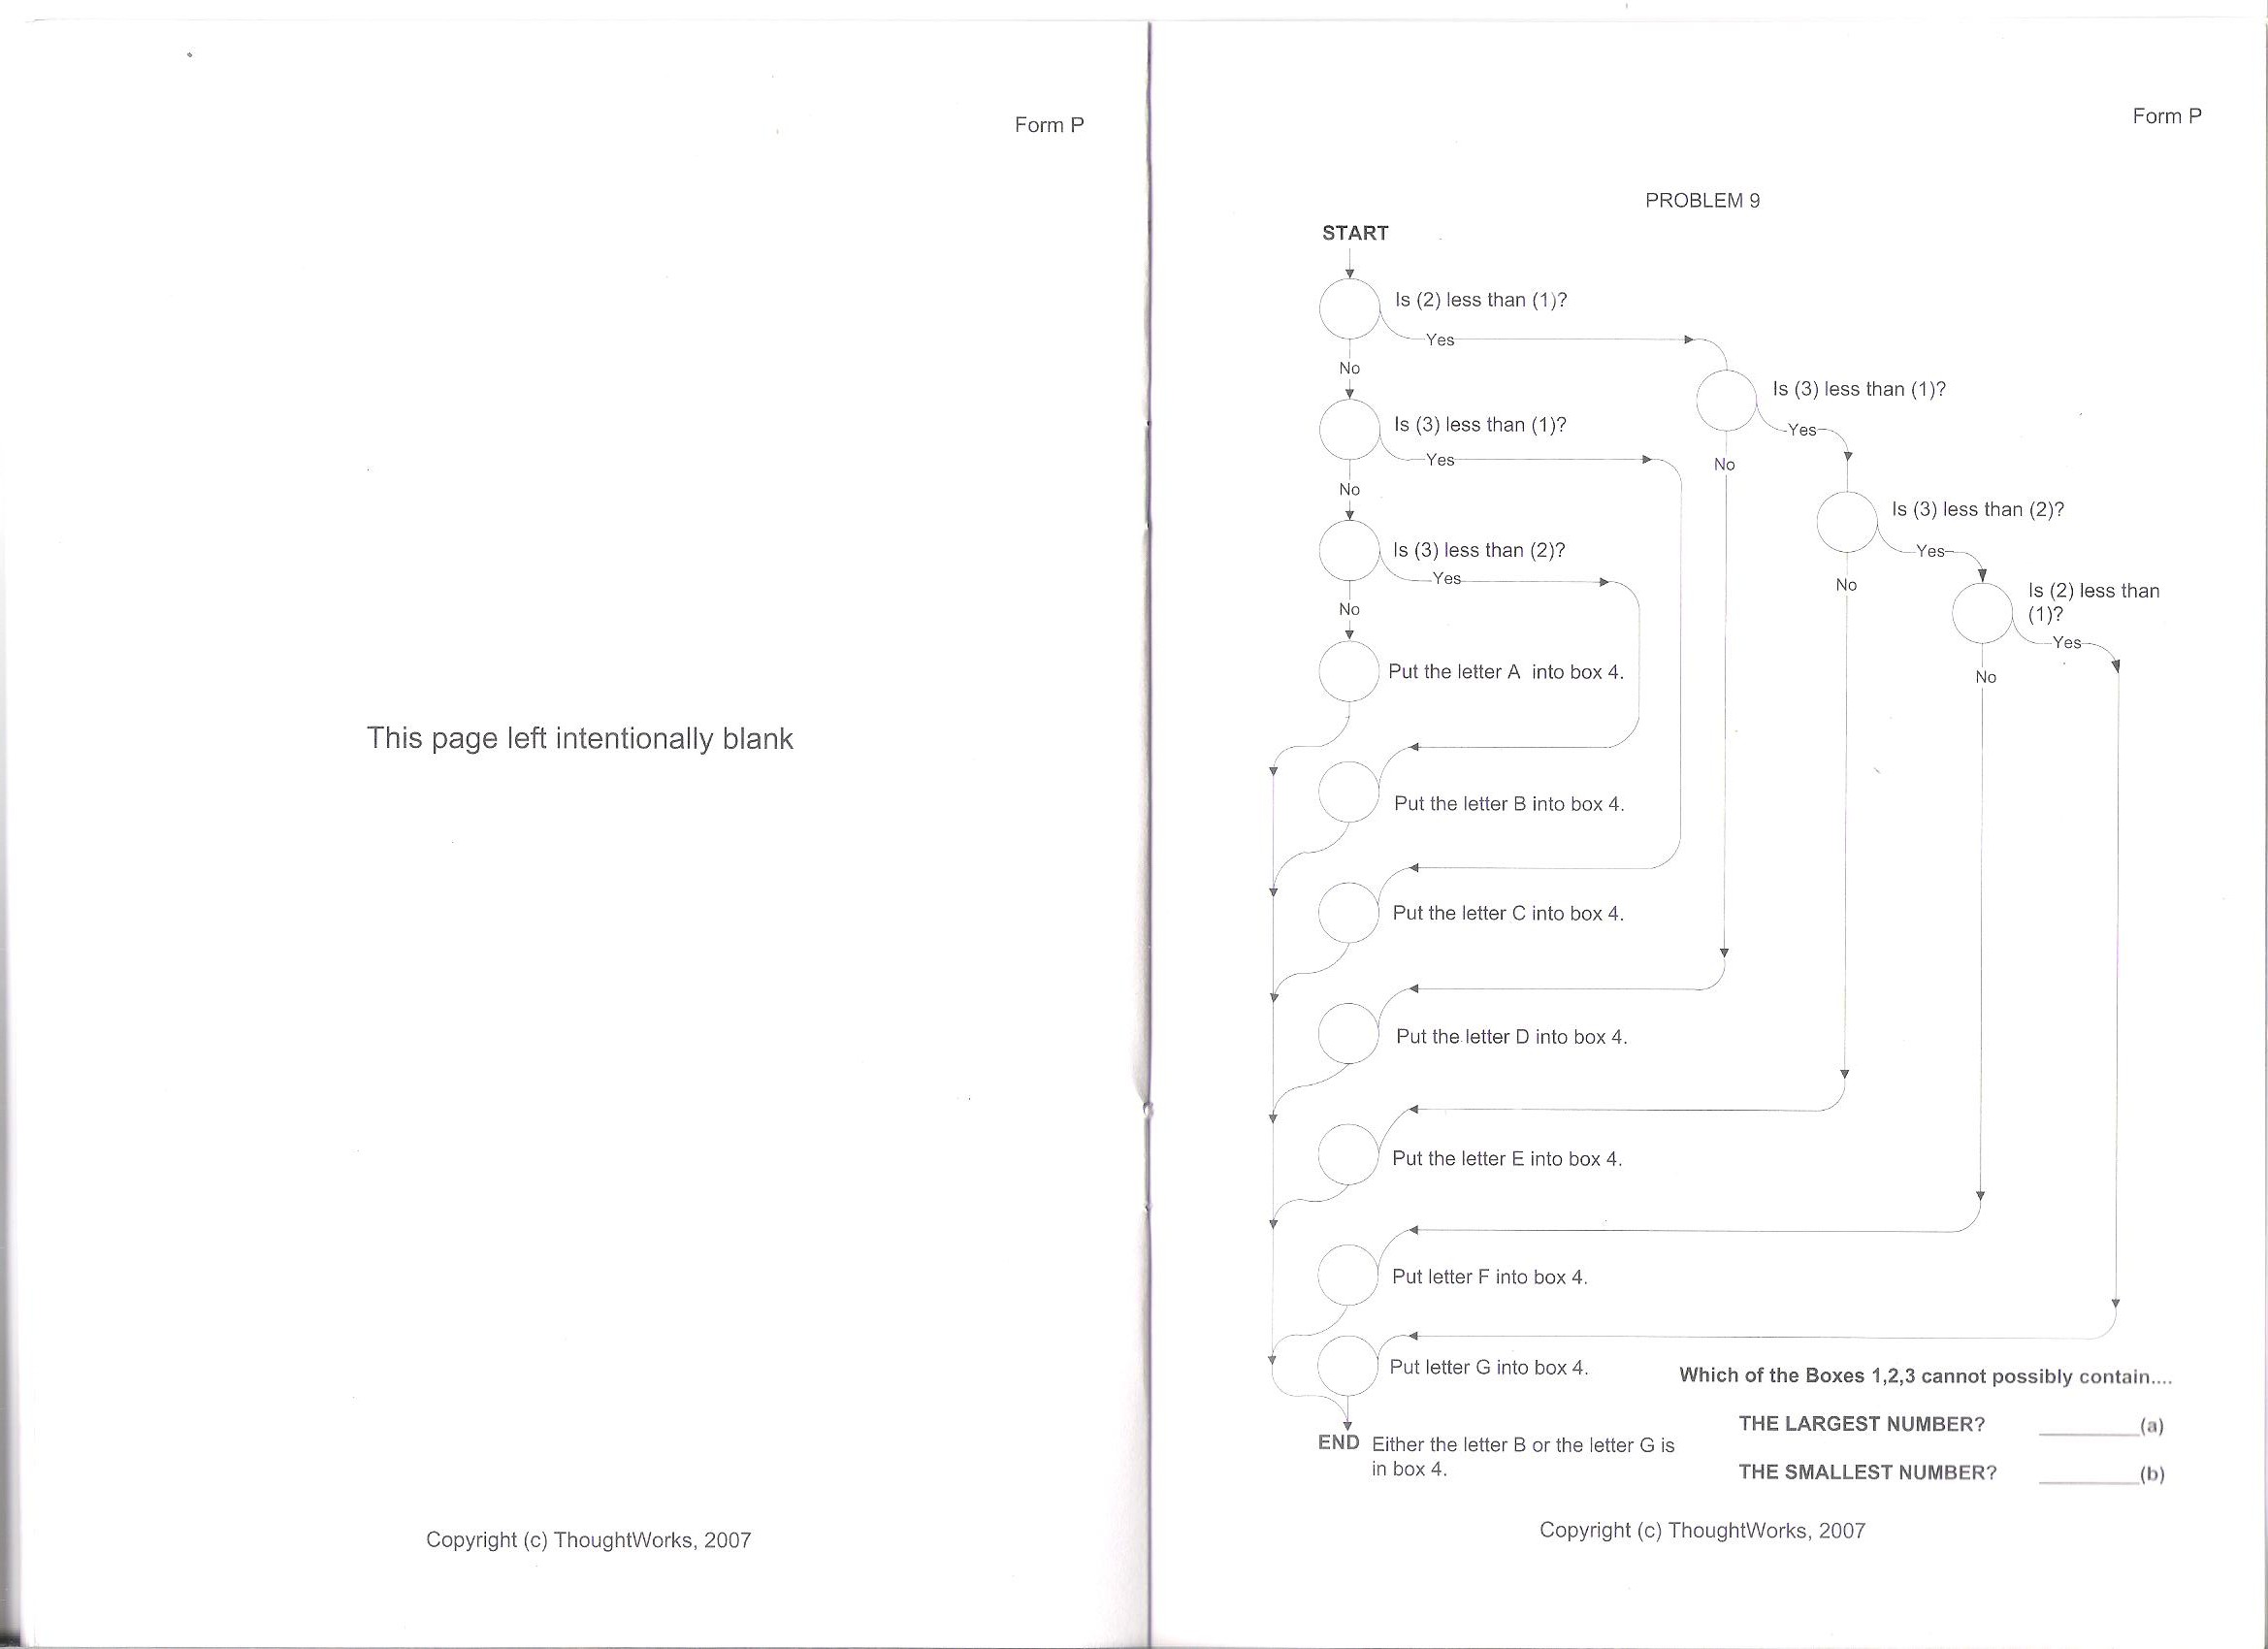 Form P
This page left intentionally blank
Copyright (c) ThoughtWorks, 2007
Form P
PROBLEM 9
START
Is (2) less than (1)?
Yes
No
Is (3) less than (1)?
Yes
Is (3) less than (1)?
Yes
No
No
Is (3) less than (2)?
Yes
Is (3) less than (2)?
Yes
No
No
Is (2) less than
(1)?
Yes
No
Put the letter A into box 4.
Put the letter B into box 4.
Put the letter C into box 4.
Put the letter D into box 4.
Put the letter E into box 4.
Put letter F into box 4.
Put letter G into box 4.
Which of the Boxes 1,2,3 cannot possibly contain....
THE LARGEST NUMBER? (a)
THE SMALLEST NUMBER? (b)
END Either the letter B or the letter G is
in box 4.
Copyright (c) ThoughtWorks, 2007